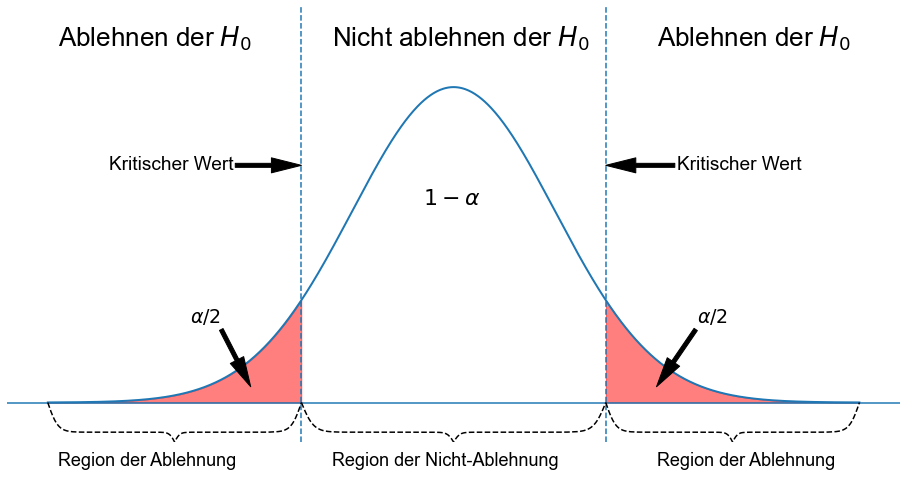 Ablehnen der H₀
Nicht ablehnen der H₀
Ablehnen der H₀
Kritischer Wert
Kritischer Wert
1 − α
α/2
α/2
Region der Ablehnung
Region der Nicht-Ablehnung
Region der Ablehnung